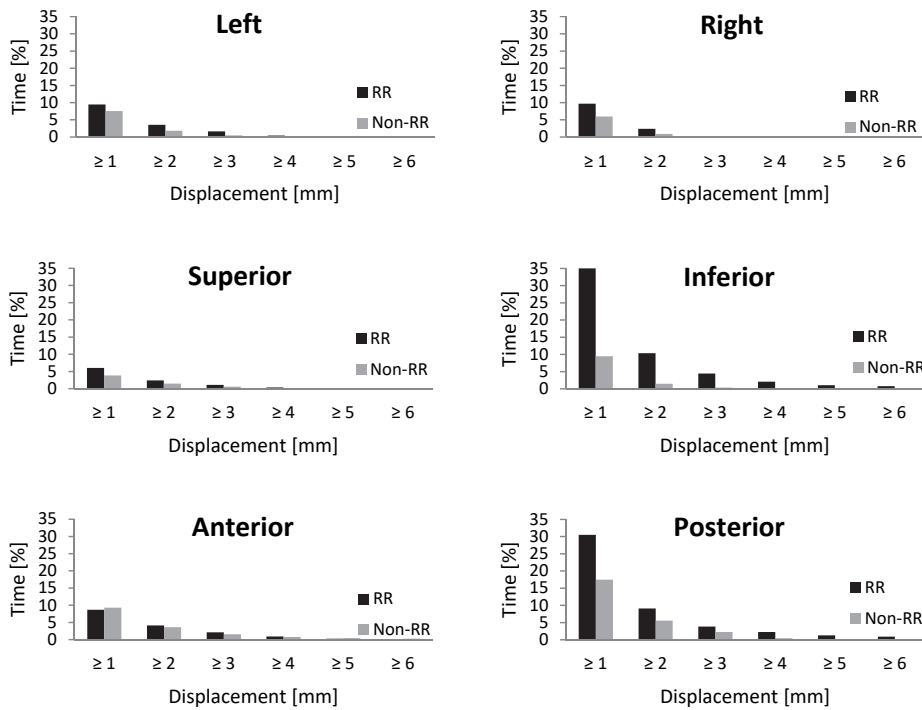 Left
Time [%]
35
30
25
20
15
10
5
0
RR
Non-RR
≥ 1 ≥ 2 ≥ 3 ≥ 4 ≥ 5 ≥ 6
Displacement [mm]
Right
Time [%]
35
30
25
20
15
10
5
0
RR
Non-RR
≥ 1 ≥ 2 ≥ 3 ≥ 4 ≥ 5 ≥ 6
Displacement [mm]
Superior
Time [%]
35
30
25
20
15
10
5
0
RR
Non-RR
≥ 1 ≥ 2 ≥ 3 ≥ 4 ≥ 5 ≥ 6
Displacement [mm]
Inferior
Time [%]
35
30
25
20
15
10
5
0
RR
Non-RR
≥ 1 ≥ 2 ≥ 3 ≥ 4 ≥ 5 ≥ 6
Displacement [mm]
Anterior
Time [%]
35
30
25
20
15
10
5
0
RR
Non-RR
≥ 1 ≥ 2 ≥ 3 ≥ 4 ≥ 5 ≥ 6
Displacement [mm]
Posterior
Time [%]
35
30
25
20
15
10
5
0
RR
Non-RR
≥ 1 ≥ 2 ≥ 3 ≥ 4 ≥ 5 ≥ 6
Displacement [mm]